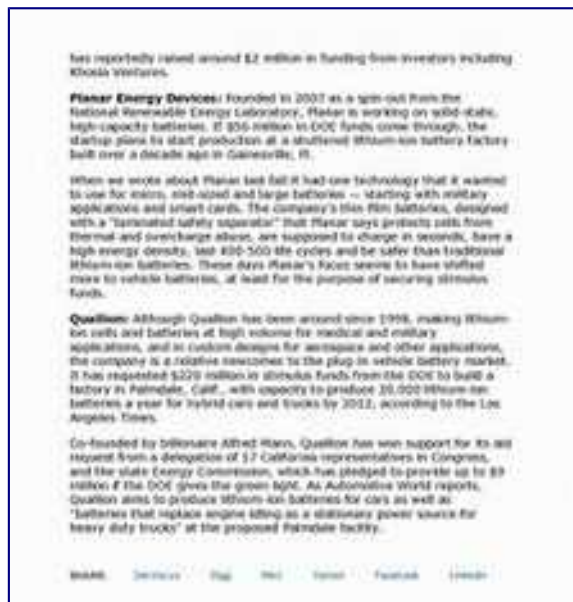 has reportedly raised around $2 million in funding from investors including
Khosla Ventures.
Planar Energy Devices: Founded in 2007 as a spin-out from the
National Renewable Energy Laboratory, Planar is working on solid-state,
high-capacity batteries. If $56 million in DOE funds come through, the
startup plans to start production at a shuttered lithium-ion battery factory
built over a decade ago in Gainesville, Fl.
When we wrote about Planar last fall it had one technology that it wanted
to use for micro, mid-sized and large batteries — starting with military
applications and smart cards. The company's thin film batteries, designed
with a "laminated safety separator" that Planar says protects cells from
thermal and overcharge abuse, are supposed to charge in seconds, have a
high energy density, last 400-500 life cycles and be safer than traditional
lithium-ion batteries. These days Planar's focus seems to have shifted
more to vehicle batteries, at least for the purpose of securing stimulus
funds.
Quallion: Although Quallion has been around since 1998, making lithium-
ion cells and batteries at high volume for medical and military
applications, and in custom designs for aerospace and other applications,
the company is a relative newcomer to the plug-in vehicle battery market.
It has requested $220 million in stimulus funds from the DOE to build a
factory in Palmdale, Calif., with capacity to produce 20,000 lithium-ion
batteries a year for hybrid cars and trucks by 2012, according to the Los
Angeles Times.
Co-founded by billionaire Alfred Mann, Quallion has won support for its aid
request from a delegation of 17 California representatives in Congress,
and the state Energy Commission, which has pledged to provide up to $9
million if the DOE gives the green light. As Automotive World reports,
Quallion aims to produce lithium-ion batteries for cars as well as
"batteries that replace engine idling as a stationary power source for
heavy duty trucks" at the proposed Palmdale facility.
SHARE: Digg Facebook LinkedIn